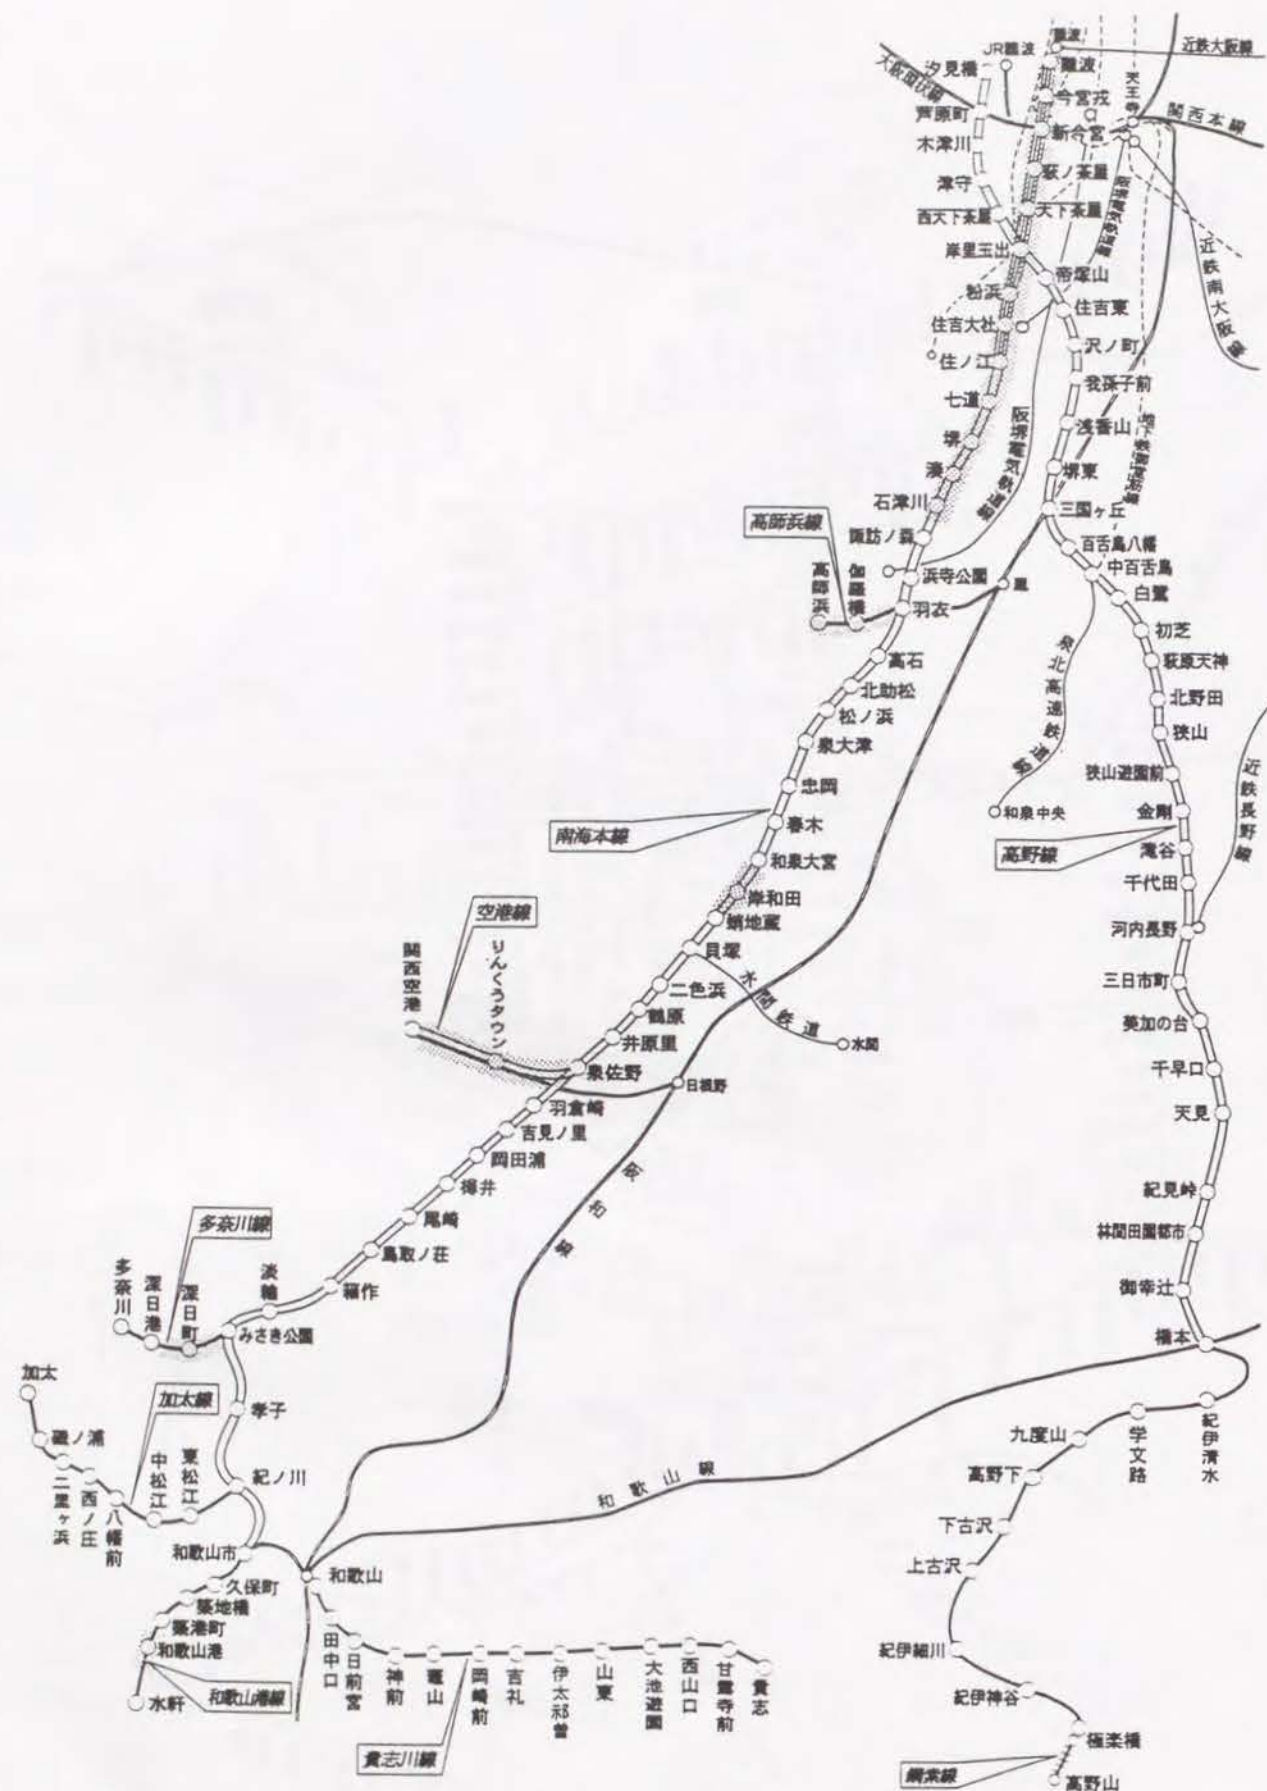 難波
近鉄大阪線
JR難波
汐見橋
難波
大阪環状線
天王寺
今宮戎
関西本線
芦原町
新今宮
木津川
萩ノ茶屋
津守
西天下茶屋
天下茶屋
岸里玉出
近鉄南大阪線
帝塚山
粉浜
住吉東
住吉大社
沢ノ町
住ノ江
我孫子前
七道
浅香山
阪堺電気軌道線
堺
堺東
湊
石津川
三国ヶ丘
高師浜線
諏訪ノ森
百舌鳥八幡
中百舌鳥
浜寺公園
高師浜
伽羅橋
鳳
白鷺
羽衣
初芝
高石
萩原天神
泉北高速鉄道線
北助松
北野田
松ノ浜
狭山
泉大津
狭山遊園前
近鉄長野線
忠岡
和泉中央
金剛
南海本線
春木
高野線
滝谷
和泉大宮
千代田
岸和田
空港線
蛸地蔵
河内長野
関西空港
りんくうタウン
貝塚
水間鉄道
三日市町
二色浜
鶴原
美加の台
井原里
水間
泉佐野
千早口
日根野
羽倉崎
天見
吉見ノ里
岡田浦
阪和線
樽井
紀見峠
尾崎
多奈川線
鳥取ノ荘
林間田園都市
多奈川
深日港
深日町
淡輪
箱作
御幸辻
みさき公園
橋本
加太
加太線
孝子
紀伊清水
学文路
九度山
磯ノ浦
二里ヶ浜
西ノ庄
八幡前
中松江
東松江
紀ノ川
高野下
和歌山線
下古沢
和歌山市
和歌山
上古沢
久保町
築地橋
築港町
和歌山港
紀伊細川
田中口
日前宮
神前
竈山
岡崎前
吉礼
伊太祁曽
山東
大池遊園
西山口
甘露寺前
貴志
和歌山港線
水軒
紀伊神谷
極楽橋
貴志川線
鋼索線
高野山